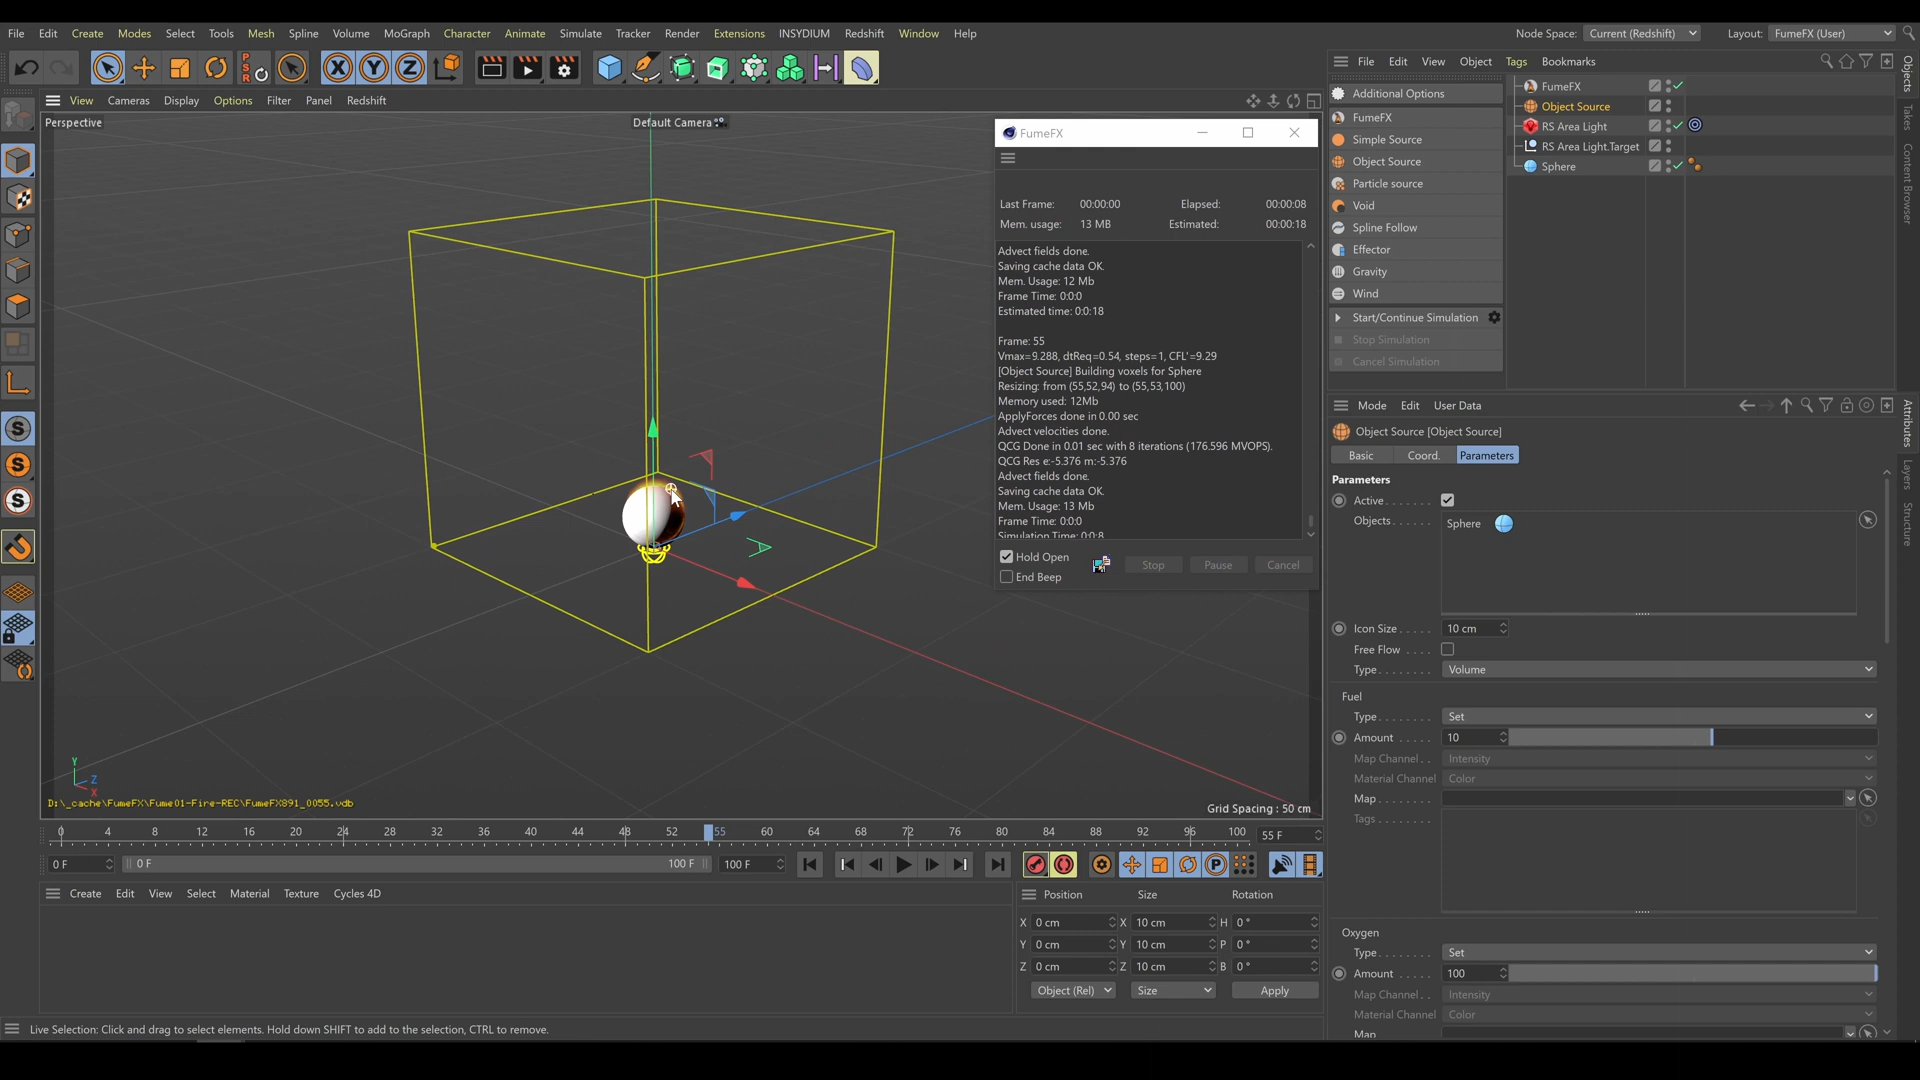 File Edit Create Modes Select Tools Mesh Spline Volume MoGraph Character Animate Simulate Tracker Render Extensions INSYDIUM Redshift Window Help
Node Space: Current (Redshift) Layout: FumeFX (User)
PSR
X Y Z
View Cameras Display Options Filter Panel Redshift
Perspective
Default Camera
FumeFX
Last Frame: 00:00:00 Elapsed: 00:00:08
Mem. usage: 13 MB Estimated: 00:00:18
Advect fields done.
Saving cache data OK.
Mem. Usage: 12 Mb
Frame Time: 0:0:0
Estimated time: 0:0:18
Frame: 55
Vmax=9.288, dtReq=0.54, steps=1, CFL'=9.29
[Object Source] Building voxels for Sphere
Resizing: from (55,52,94) to (55,53,100)
Memory used: 12Mb
ApplyForces done in 0.00 sec
Advect velocities done.
QCG Done in 0.01 sec with 8 iterations (176.596 MVOPS).
QCG Res e:-5.376 m:-5.376
Advect fields done.
Saving cache data OK.
Mem. Usage: 13 Mb
Frame Time: 0:0:0
Simulation Time: 0:0:8
Hold Open
End Beep
Stop Pause Cancel
Y
Z
X
D:\_cache\FumeFX\Fume01-Fire-REC\FumeFX891_0055.vdb
Grid Spacing : 50 cm
0 4 8 12 16 20 24 28 32 36 40 44 48 52 55 60 64 68 72 76 80 84 88 92 96 100 55 F
0 F 0 F 100 F 100 F
Create Edit View Select Material Texture Cycles 4D
Position Size Rotation
X 0 cm X 10 cm H 0 °
Y 0 cm Y 10 cm P 0 °
Z 0 cm Z 10 cm B 0 °
Object (Rel) Size Apply
Live Selection: Click and drag to select elements. Hold down SHIFT to add to the selection, CTRL to remove.
File Edit View Object Tags Bookmarks
Additional Options
FumeFX
Simple Source
Object Source
Particle source
Void
Spline Follow
Effector
Gravity
Wind
Start/Continue Simulation
Stop Simulation
Cancel Simulation
FumeFX
Object Source
RS Area Light
RS Area Light.Target
Sphere
Objects
Takes
Content Browser
Mode Edit User Data
Object Source [Object Source]
Basic Coord. Parameters
Parameters
Active
Objects Sphere
Icon Size 10 cm
Free Flow
Type Volume
Fuel
Type Set
Amount 10
Map Channel Intensity
Material Channel Color
Map
Tags
Oxygen
Type Set
Amount 100
Map Channel Intensity
Material Channel Color
Map
Attributes
Layers
Structure